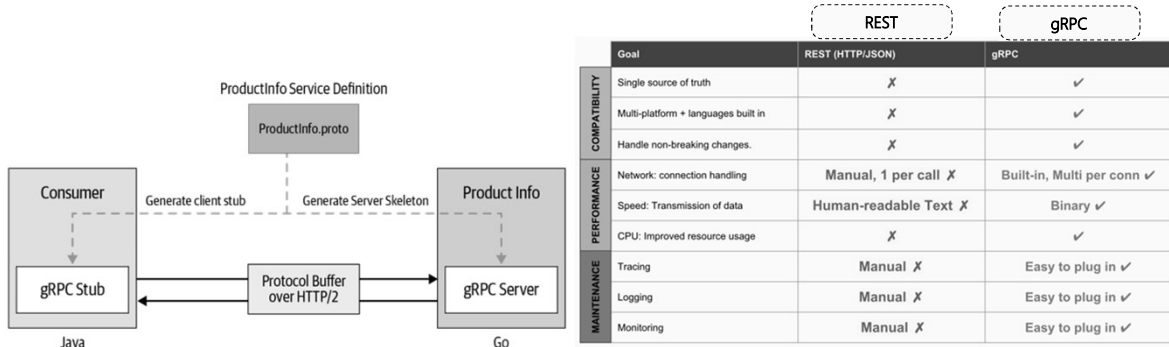 ProductInfo Service Definition
ProductInfo.proto
Consumer
Product Info
Generate client stub
Generate Server Skeleton
gRPC Stub
Protocol Buffer
over HTTP/2
gRPC Server
Java
Go
REST
gRPC
Goal REST (HTTP/JSON) gRPC
COMPATIBILITY
Single source of truth ✗ ✓
Multi-platform + languages built in ✗ ✓
Handle non-breaking changes. ✗ ✓
PERFORMANCE
Network: connection handling Manual, 1 per call ✗ Built-in, Multi per conn ✓
Speed: Transmission of data Human-readable Text ✗ Binary ✓
CPU: Improved resource usage ✗ ✓
MAINTENANCE
Tracing Manual ✗ Easy to plug in ✓
Logging Manual ✗ Easy to plug in ✓
Monitoring Manual ✗ Easy to plug in ✓